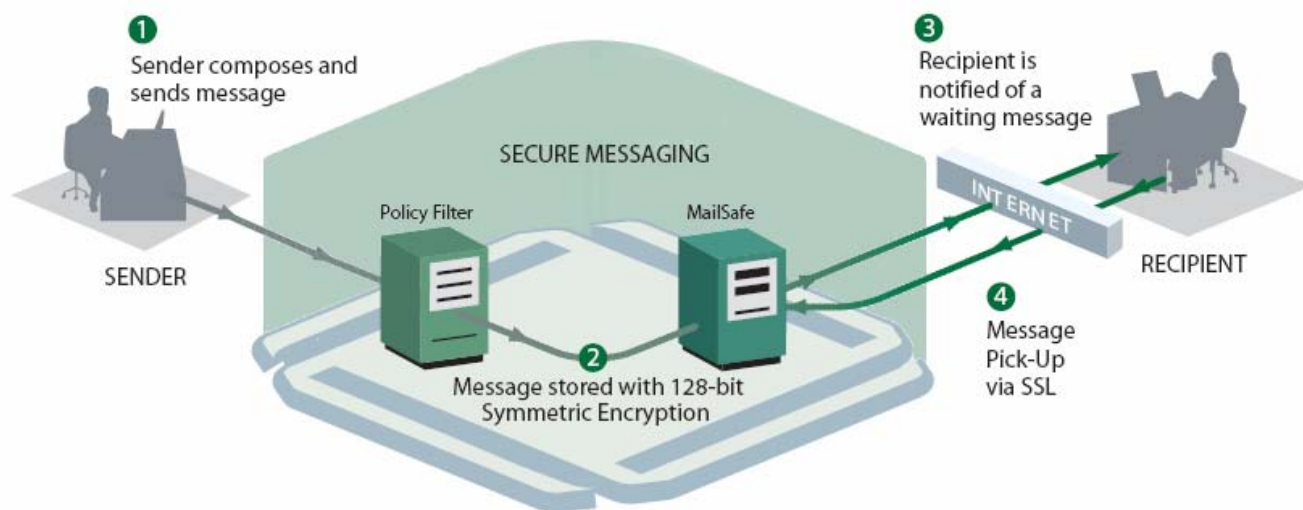 1
Sender composes and
sends message
SENDER
SECURE MESSAGING
Policy Filter
MailSafe
2
Message stored with 128-bit
Symmetric Encryption
3
Recipient is
notified of a
waiting message
INTERNET
RECIPIENT
4
Message
Pick-Up
via SSL